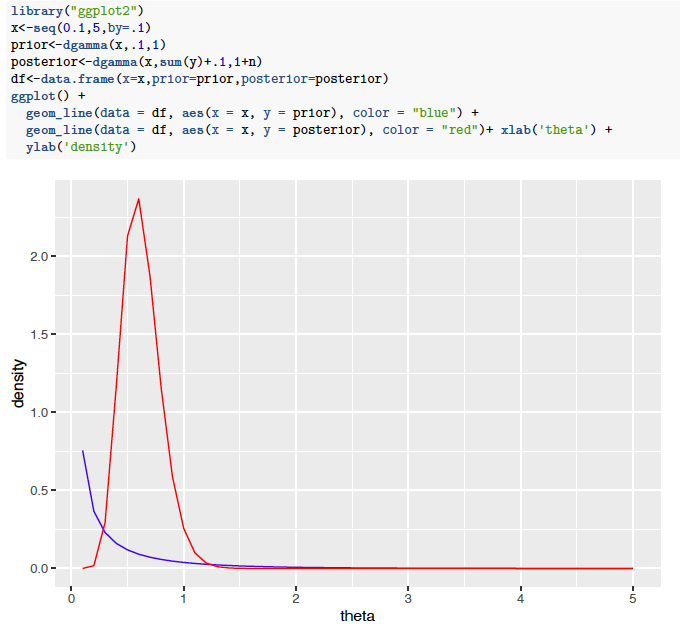 library("ggplot2")
x<-seq(0.1,5,by=.1)
prior<-dgamma(x,.1,1)
posterior<-dgamma(x,sum(y)+.1,1+n)
df<-data.frame(x=x,prior=prior,posterior=posterior)
ggplot() +
geom_line(data = df, aes(x = x, y = prior), color = "blue") +
geom_line(data = df, aes(x = x, y = posterior), color = "red")+ xlab('theta') +
ylab('density')
2.0
1.5
1.0
0.5
0.0
density
0 1 2 3 4 5
theta